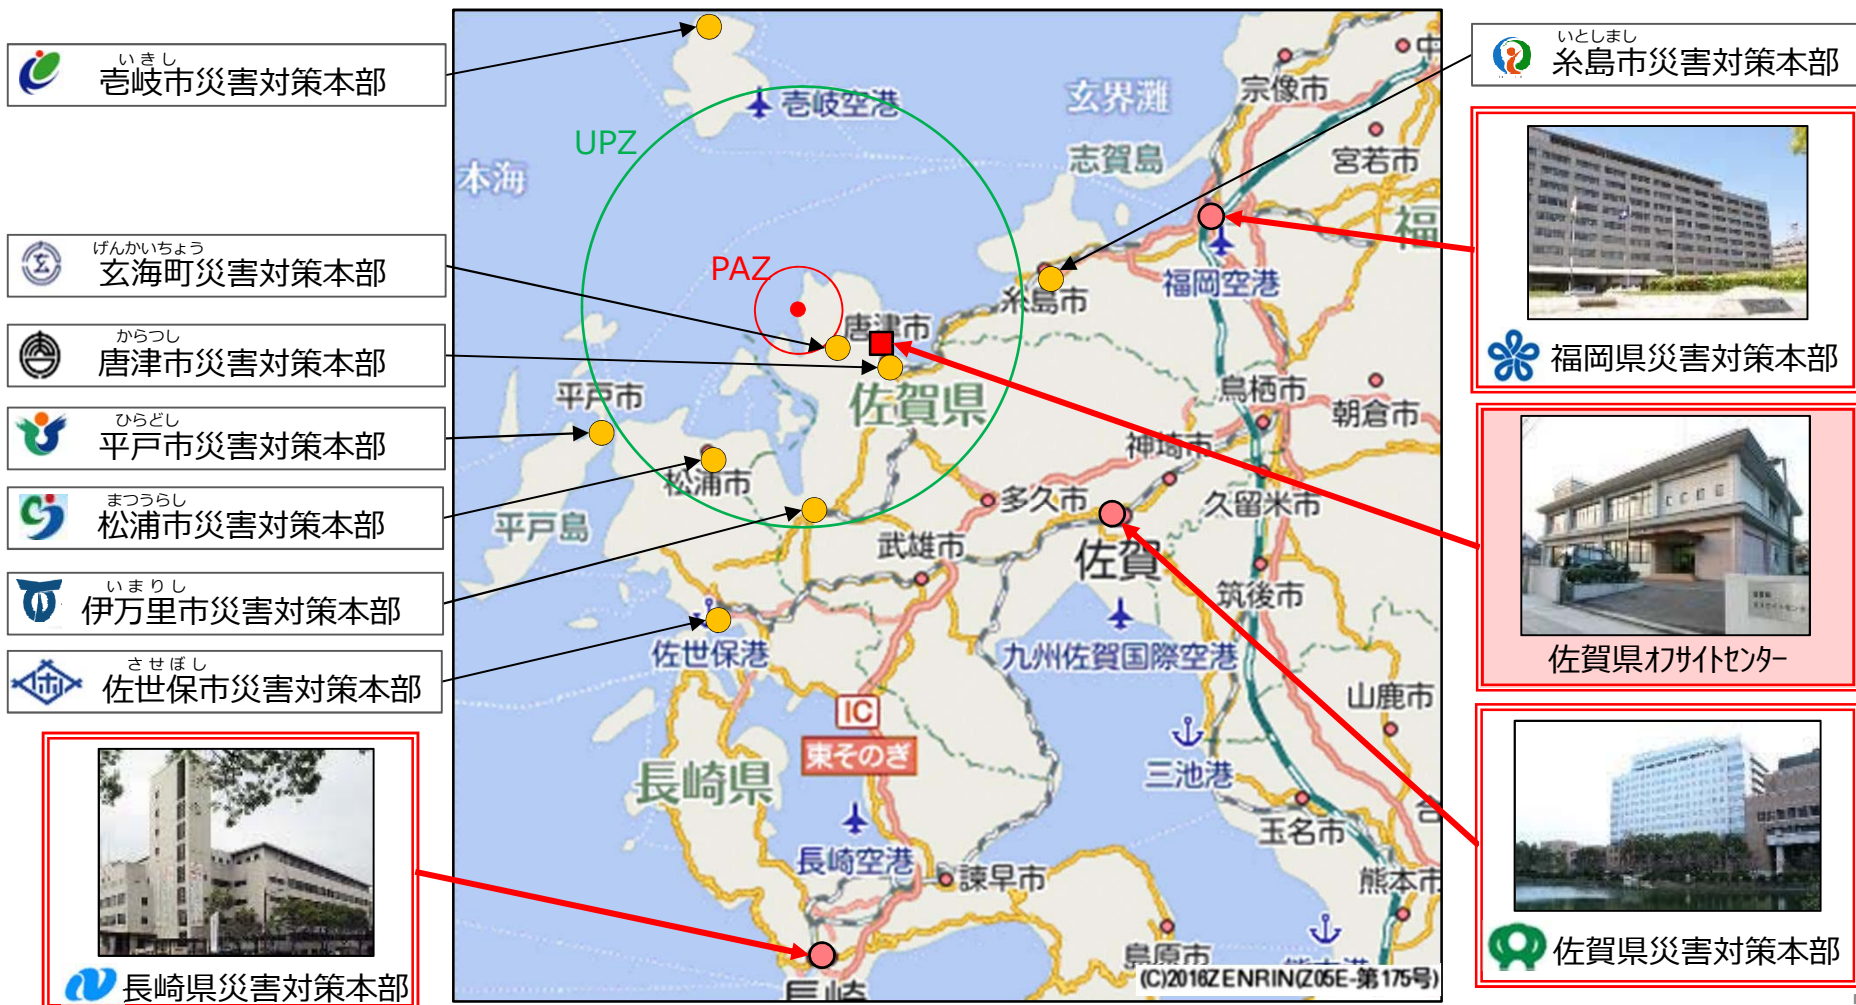 いきし
壱岐市災害対策本部
げんかいちょう
玄海町災害対策本部
からつし
唐津市災害対策本部
ひらどし
平戸市災害対策本部
まつうらし
松浦市災害対策本部
いまりし
伊万里市災害対策本部
させぼし
佐世保市災害対策本部
長崎県災害対策本部
UPZ
PAZ
本海
壱岐空港
玄界灘
志賀島
宗像市
中
宮若市
福
福岡空港
糸島市
唐津市
佐賀県
平戸市
松浦市
平戸島
鳥栖市
朝倉市
神埼市
多久市
久留米市
武雄市
佐賀
筑後市
佐世保港
九州佐賀国際空港
IC
東そのぎ
山鹿市
三池港
長崎県
玉名市
長崎空港
諫早市
熊本市
島原市
熊本港
長崎
(C)2016ZENRIN(Z05E-第175号)
いとしまし
糸島市災害対策本部
福岡県災害対策本部
佐賀県オフサイトセンター
佐賀県災害対策本部